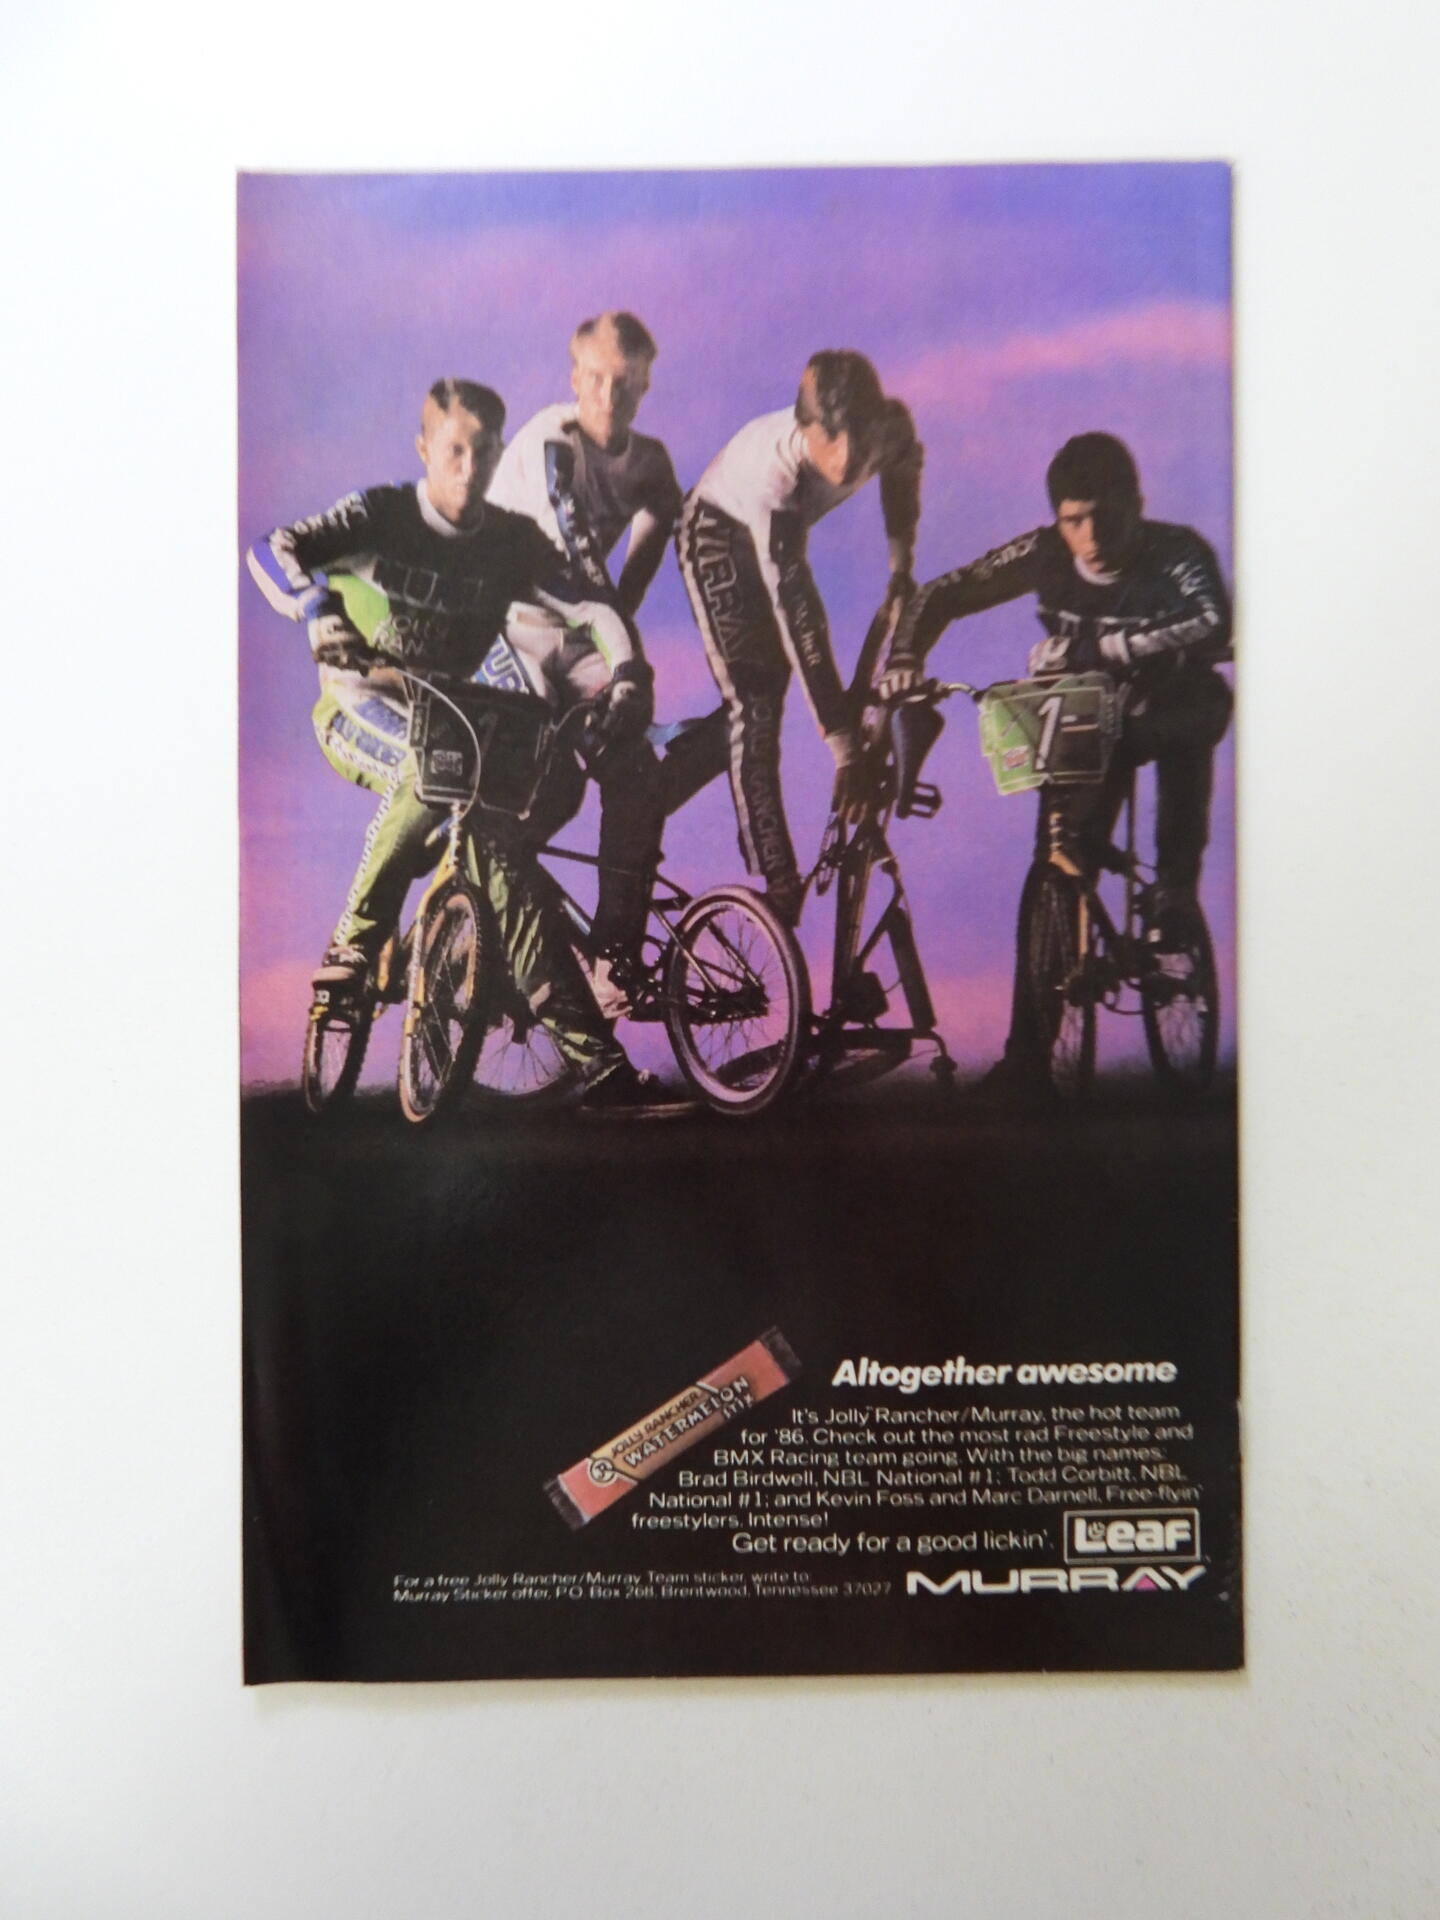 MURRAY
JOLLY RANCHER
JOLLY
RAN
RANCHER
1
1
JOLLY RANCHER
WATERMELON
STIX
Altogether awesome
It's Jolly Rancher/Murray, the hot team
for '86. Check out the most rad Freestyle and
BMX Racing team going. With the big names:
Brad Birdwell, NBL National #1; Todd Corbitt, NBL
National #1; and Kevin Foss and Marc Darnell, Free-flyin'
freestylers. Intense!
Get ready for a good lickin'.
Leaf
For a free Jolly Rancher/Murray Team sticker, write to:
Murray Sticker offer, P.O. Box 268, Brentwood, Tennessee 37027
MURRAY